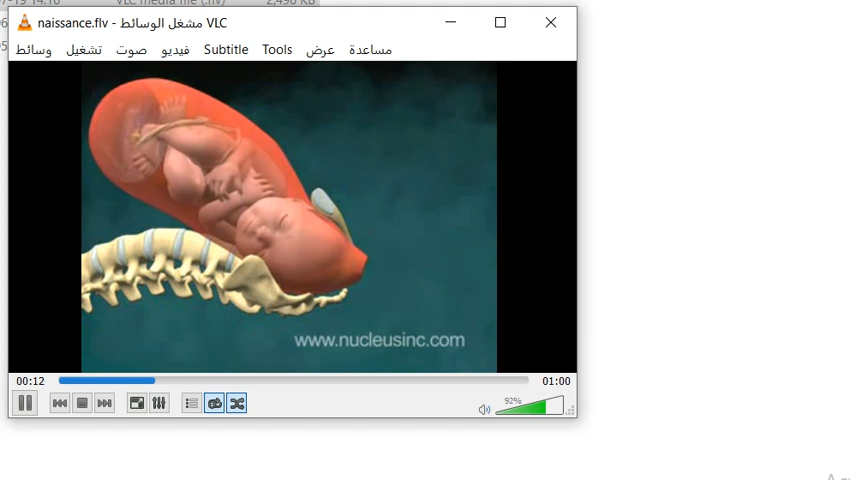 naissance.flv - مشغل الوسائط VLC
وسائط تشغيل صوت فيديو Subtitle Tools عرض مساعدة
www.nucleusinc.com
00:12 01:00
92%